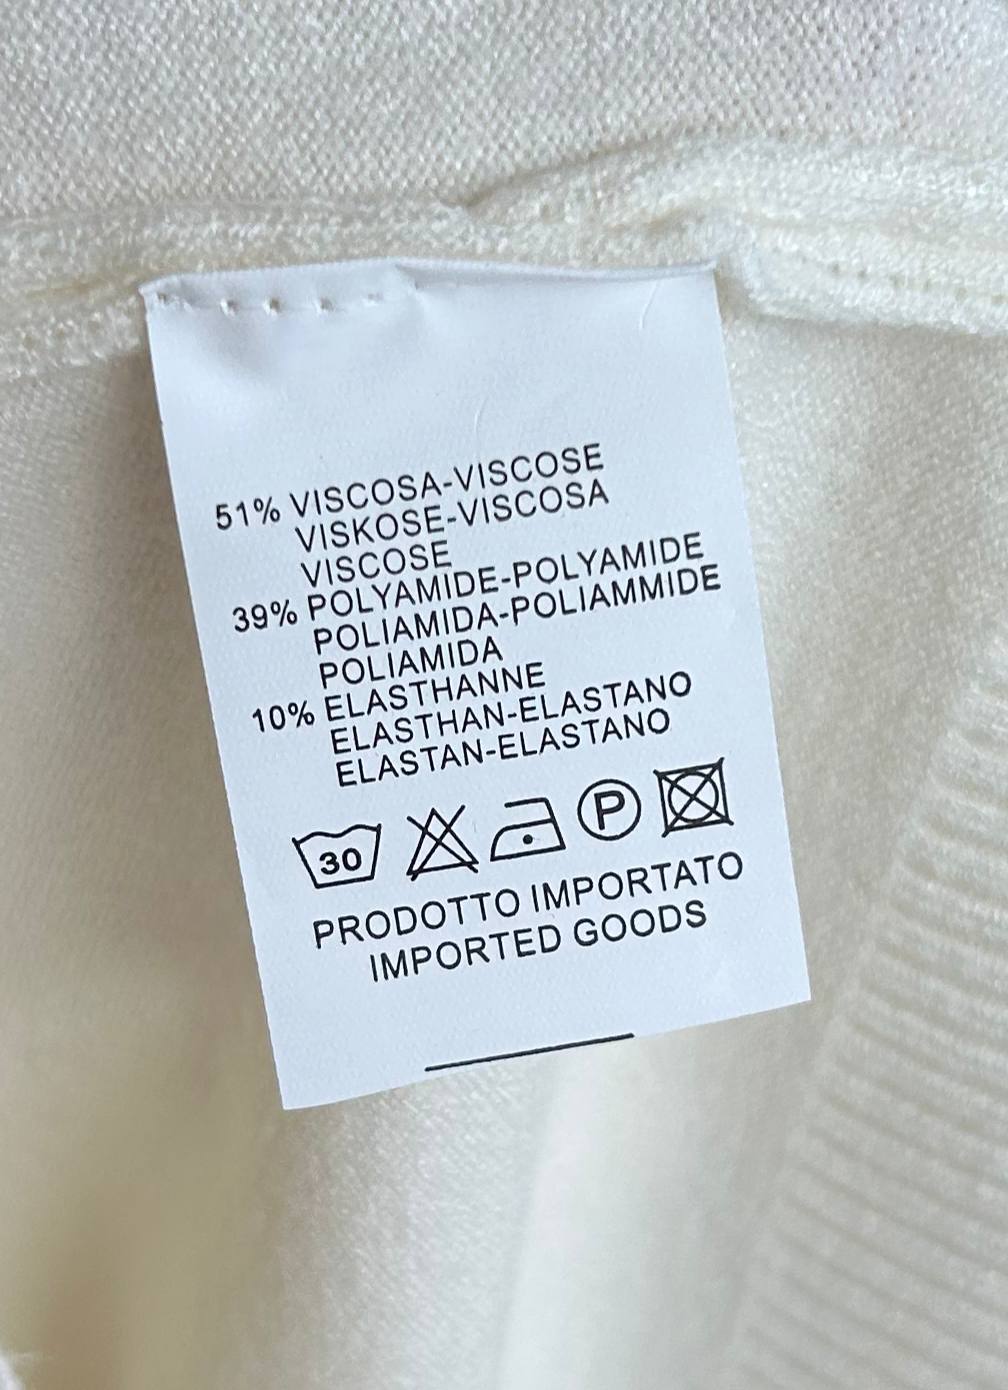 51% VISCOSA-VISCOSE
VISKOSE-VISCOSA
VISCOSE
39% POLYAMIDE-POLYAMIDE
POLIAMIDA-POLIAMMIDE
POLIAMIDA
10% ELASTHANNE
ELASTHAN-ELASTANO
ELASTAN-ELASTANO
30 P
PRODOTTO IMPORTATO
IMPORTED GOODS